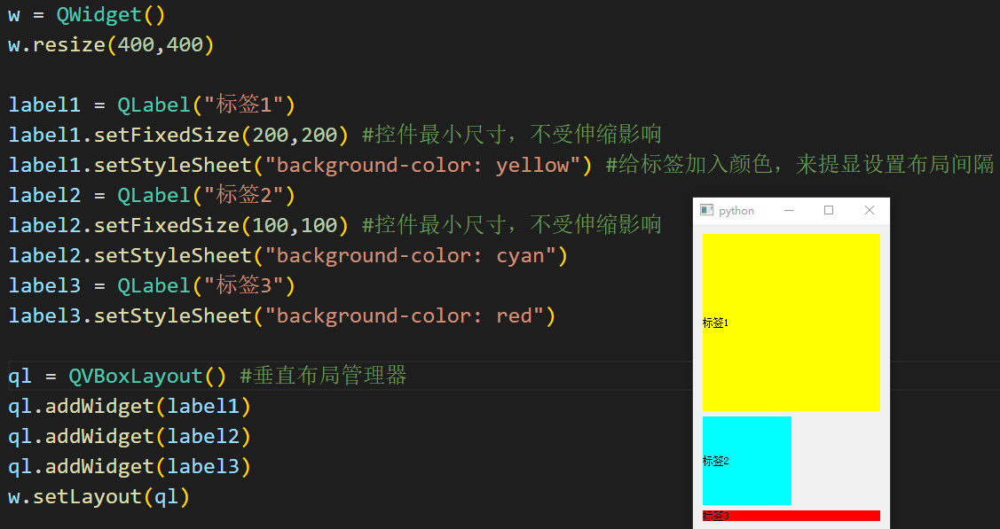 w = QWidget()
w.resize(400,400)
label1 = QLabel("标签1")
label1.setFixedSize(200,200) #控件最小尺寸，不受伸缩影响
label1.setStyleSheet("background-color: yellow") #给标签加入颜色，来提显设置布局间隔
label2 = QLabel("标签2")
label2.setFixedSize(100,100) #控件最小尺寸，不受伸缩影响
label2.setStyleSheet("background-color: cyan")
label3 = QLabel("标签3")
label3.setStyleSheet("background-color: red")
ql = QVBoxLayout() #垂直布局管理器
ql.addWidget(label1)
ql.addWidget(label2)
ql.addWidget(label3)
w.setLayout(ql)
python
标签1
标签2
标签3